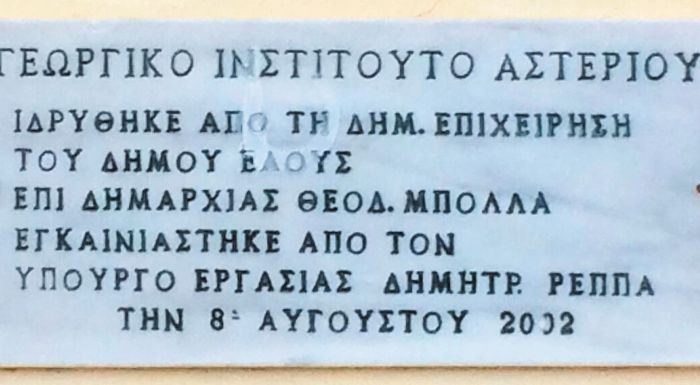 ΓΕΩΡΓΙΚΟ ΙΝΣΤΙΤΟΥΤΟ ΑΣΤΕΡΙΟΥ
ΙΔΡΥΘΗΚΕ ΑΠΟ ΤΗ ΔΗΜ. ΕΠΙΧΕΙΡΗΣΗ
ΤΟΥ ΔΗΜΟΥ ΕΛΟΥΣ
ΕΠΙ ΔΗΜΑΡΧΙΑΣ ΘΕΟΔ. ΜΠΟΛΛΑ
ΕΓΚΑΙΝΙΑΣΤΗΚΕ ΑΠΟ ΤΟΝ
ΥΠΟΥΡΓΟ ΕΡΓΑΣΙΑΣ ΔΗΜΗΤΡ. ΡΕΠΠΑ
ΤΗΝ 8ᴬ ΑΥΓΟΥΣΤΟΥ 2002